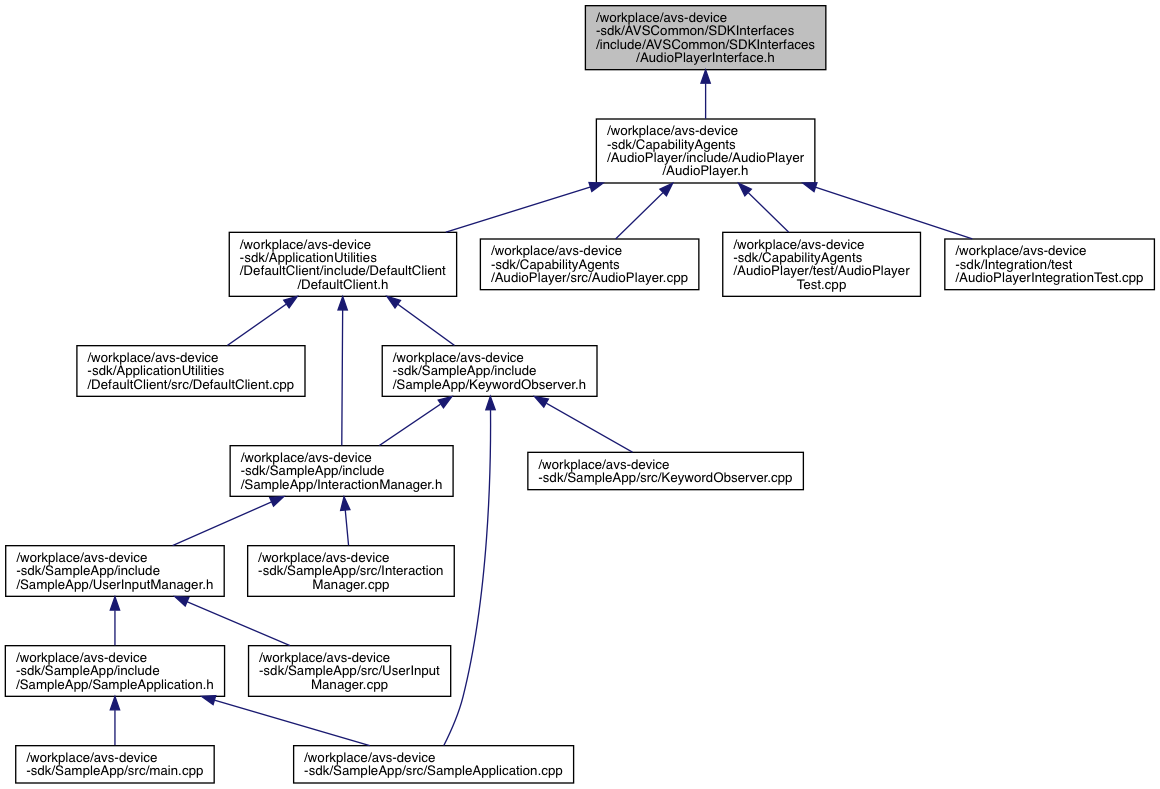 /workplace/avs-device
-sdk/AVSCommon/SDKInterfaces
/include/AVSCommon/SDKInterfaces
/AudioPlayerInterface.h
/workplace/avs-device
-sdk/CapabilityAgents
/AudioPlayer/include/AudioPlayer
/AudioPlayer.h
/workplace/avs-device
-sdk/ApplicationUtilities
/DefaultClient/include/DefaultClient
/DefaultClient.h
/workplace/avs-device
-sdk/CapabilityAgents
/AudioPlayer/src/AudioPlayer.cpp
/workplace/avs-device
-sdk/CapabilityAgents
/AudioPlayer/test/AudioPlayer
Test.cpp
/workplace/avs-device
-sdk/Integration/test
/AudioPlayerIntegrationTest.cpp
/workplace/avs-device
-sdk/ApplicationUtilities
/DefaultClient/src/DefaultClient.cpp
/workplace/avs-device
-sdk/SampleApp/include
/SampleApp/KeywordObserver.h
/workplace/avs-device
-sdk/SampleApp/include
/SampleApp/InteractionManager.h
/workplace/avs-device
-sdk/SampleApp/src/KeywordObserver.cpp
/workplace/avs-device
-sdk/SampleApp/include
/SampleApp/UserInputManager.h
/workplace/avs-device
-sdk/SampleApp/src/Interaction
Manager.cpp
/workplace/avs-device
-sdk/SampleApp/include
/SampleApp/SampleApplication.h
/workplace/avs-device
-sdk/SampleApp/src/UserInput
Manager.cpp
/workplace/avs-device
-sdk/SampleApp/src/main.cpp
/workplace/avs-device
-sdk/SampleApp/src/SampleApplication.cpp